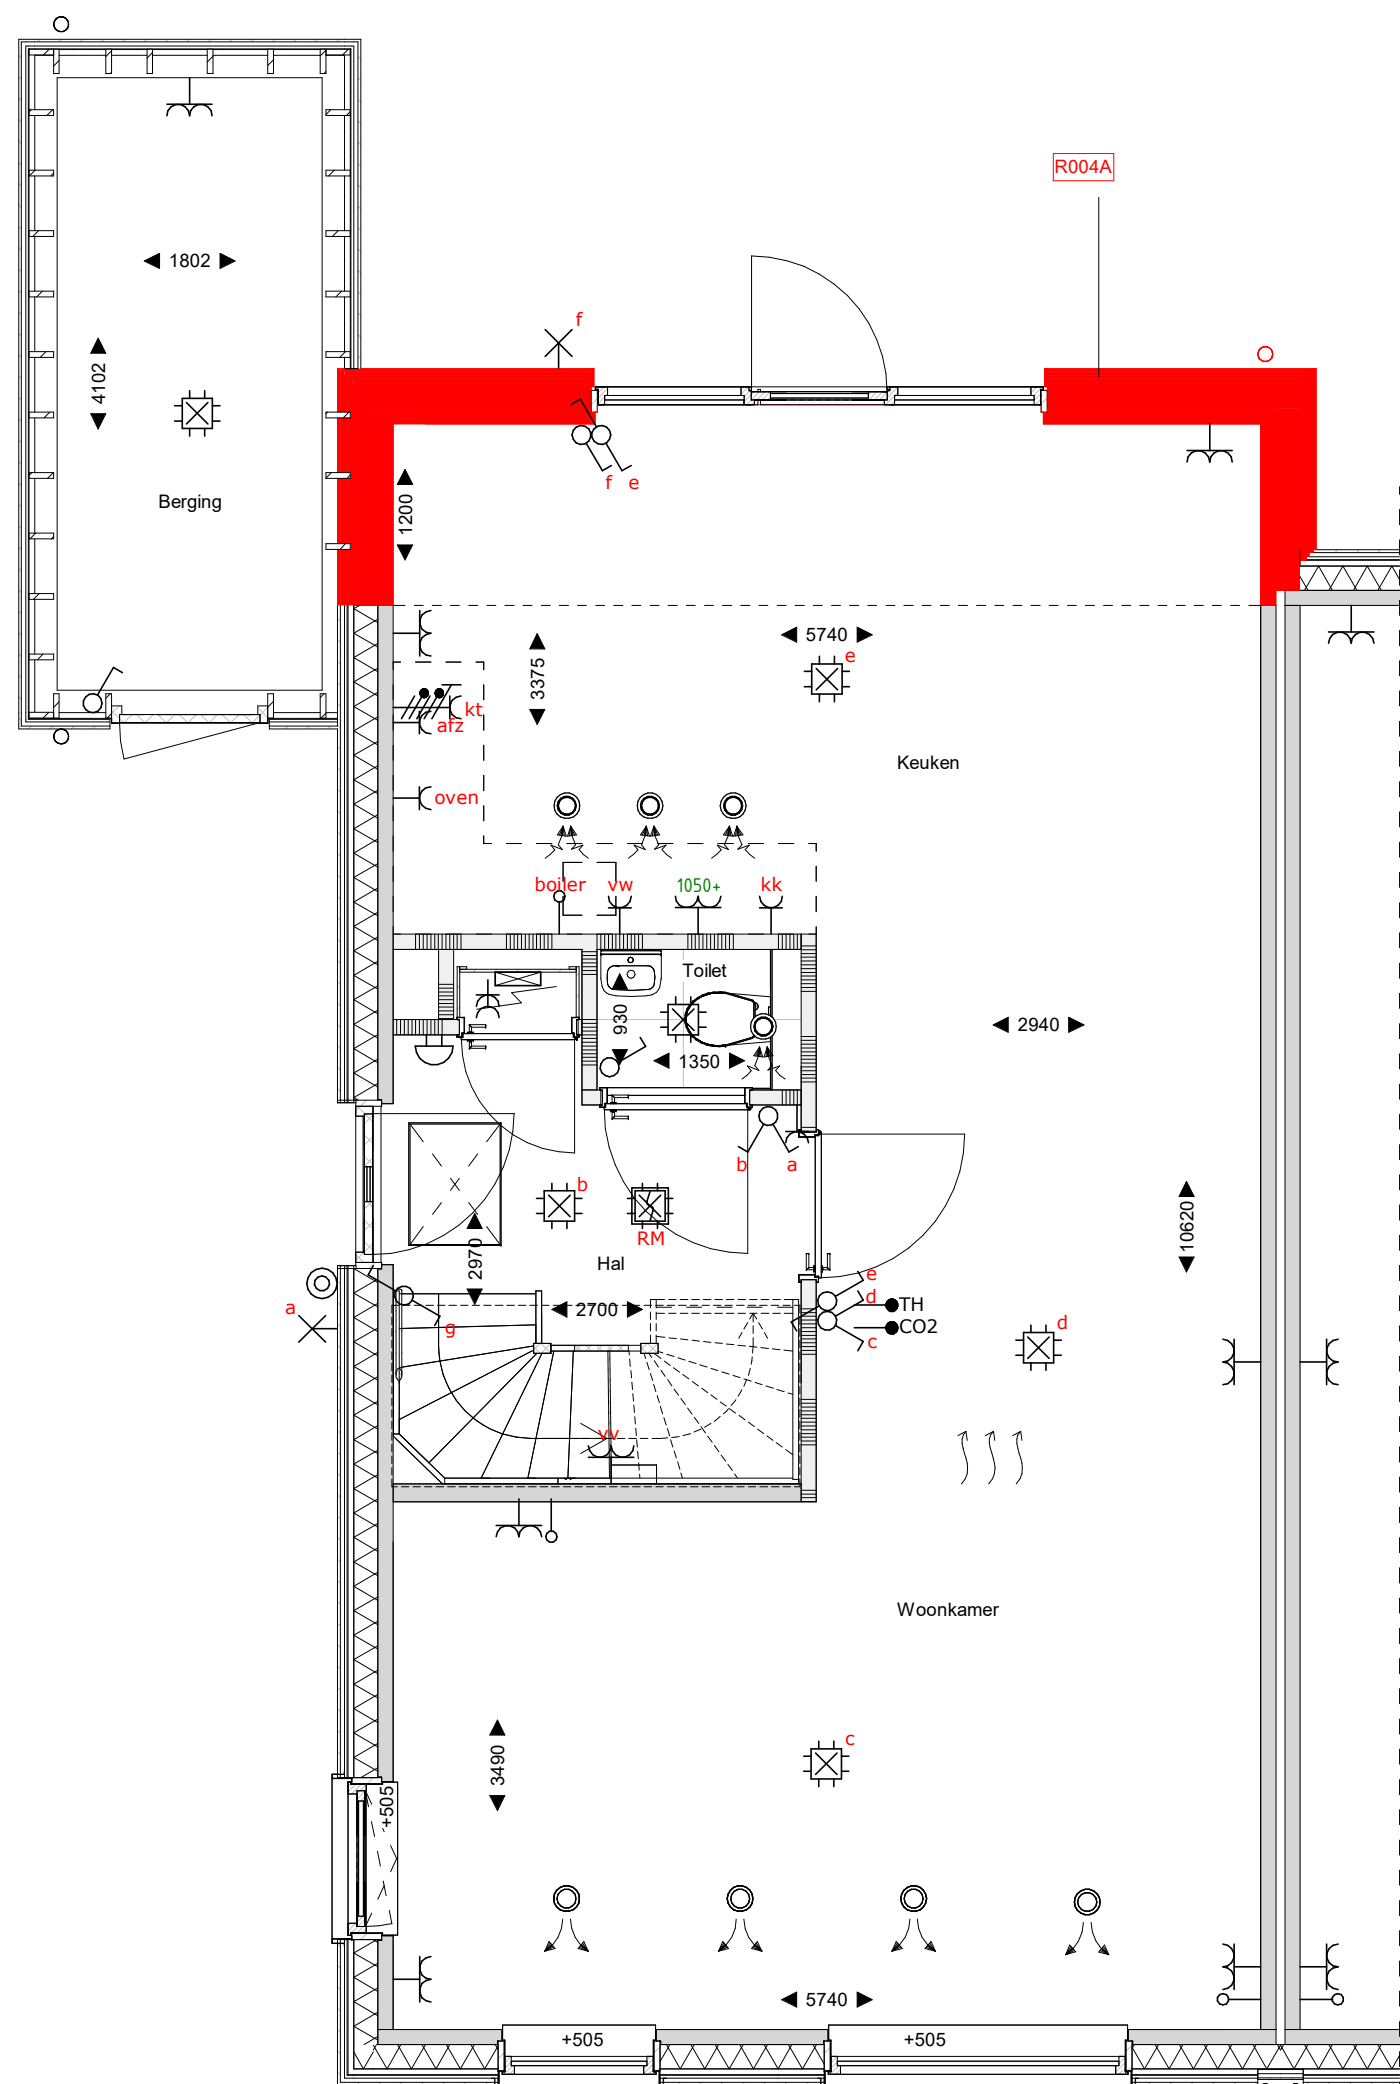 R004A
1802
f
4102
Berging
f e
1200
5740
e
3375
kt
afz
Keuken
oven
boiler
vw
1050+
kk
Toilet
930
2940
1350
b
a
b
RM
10620
2970
Hal
e
a
2700
d
TH
g
c
CO2
d
vv
Woonkamer
c
3490
+505
5740
+505
+505